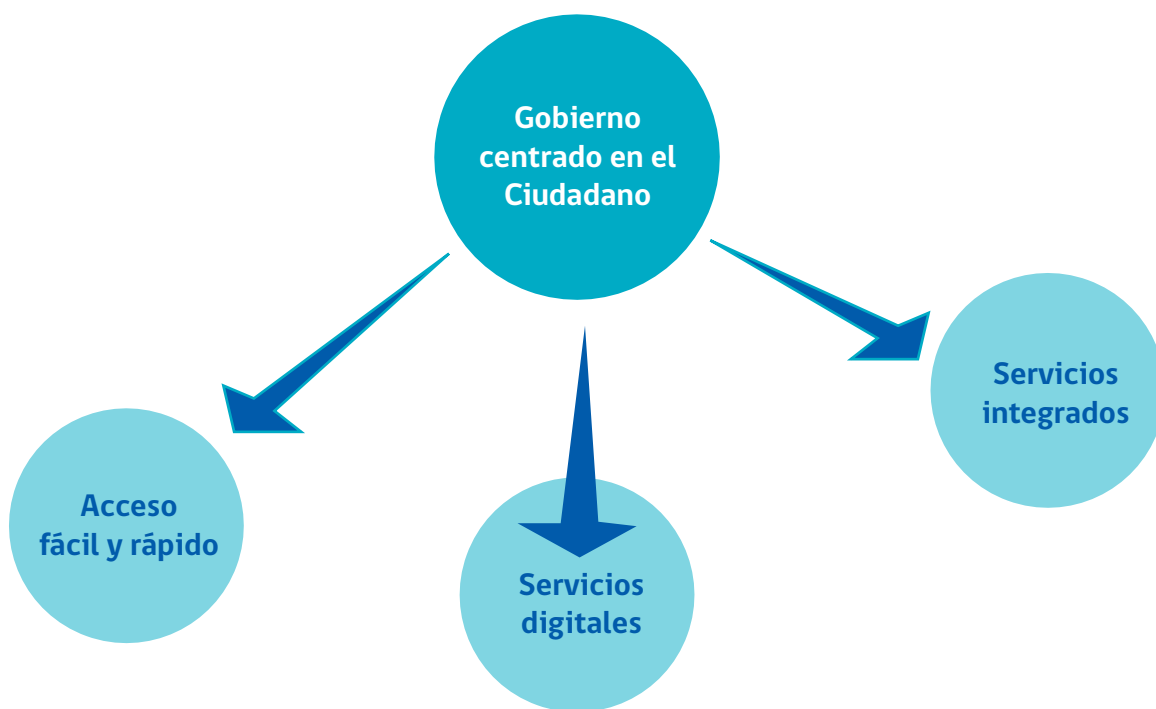 Gobierno
centrado en el
Ciudadano
Servicios
integrados
Acceso
fácil y rápido
Servicios
digitales